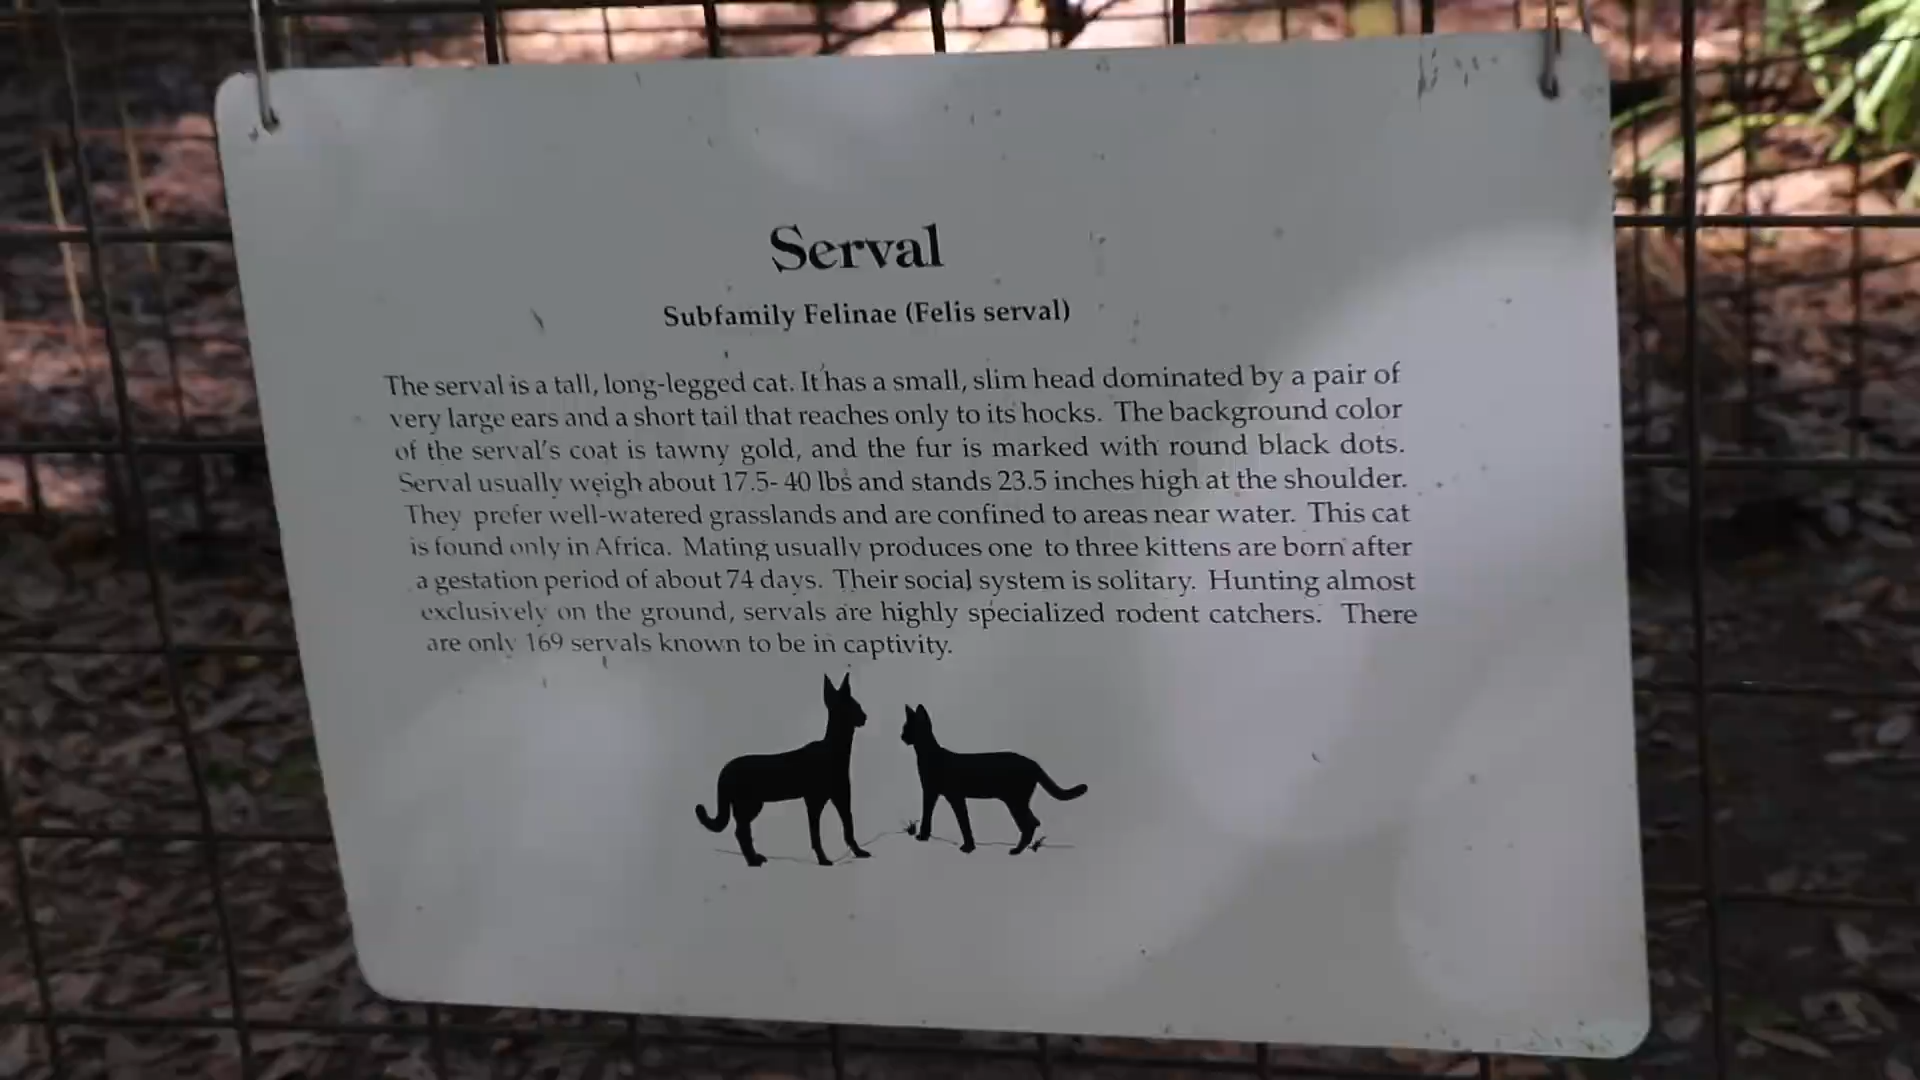 Serval
Subfamily Felinae (Felis serval)
The serval is a tall, long-legged cat. It has a small, slim head dominated by a pair of
very large ears and a short tail that reaches only to its hocks. The background color
of the serval's coat is tawny gold, and the fur is marked with round black dots.
Serval usually weigh about 17.5- 40 lbs and stands 23.5 inches high at the shoulder.
They prefer well-watered grasslands and are confined to areas near water. This cat
is found only in Africa. Mating usually produces one to three kittens are born after
a gestation period of about 74 days. Their social system is solitary. Hunting almost
exclusively on the ground, servals are highly specialized rodent catchers. There
are only 169 servals known to be in captivity.